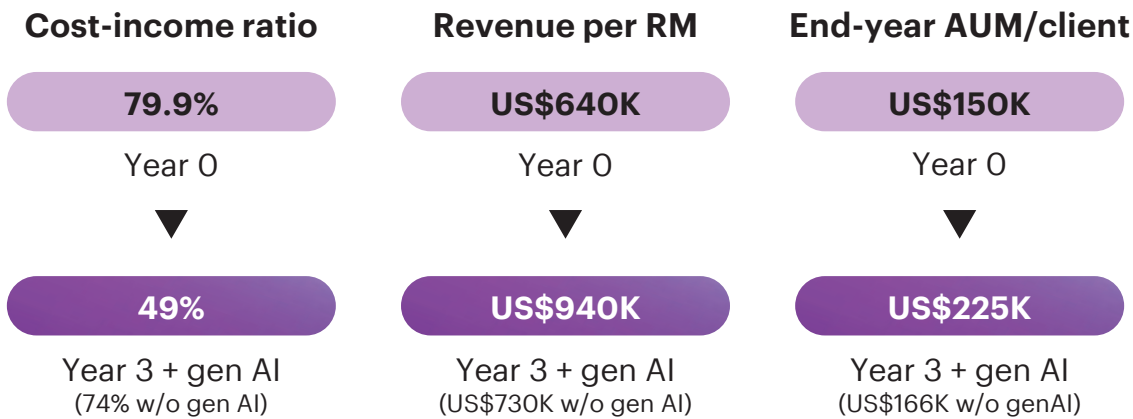 Cost-income ratio
79.9%
Year 0
49%
Year 3 + gen AI
(74% w/o gen AI)
Revenue per RM
US$640K
Year 0
US$940K
Year 3 + gen AI
(US$730K w/o gen AI)
End-year AUM/client
US$150K
Year 0
US$225K
Year 3 + gen AI
(US$166K w/o genAI)